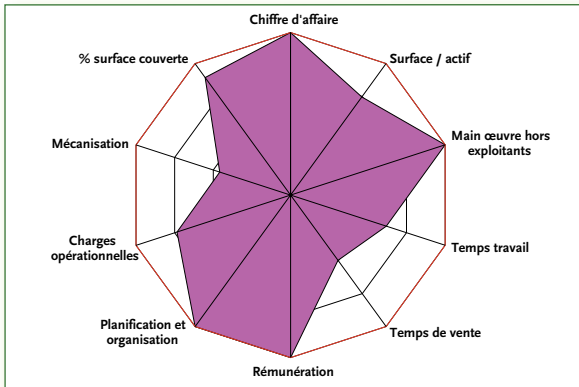 Chiffre d'affaire
% surface couverte
Surface / actif
Mécanisation
Main œuvre hors
exploitants
Charges
opérationnelles
Temps travail
Planification et
organisation
Temps de vente
Rémunération